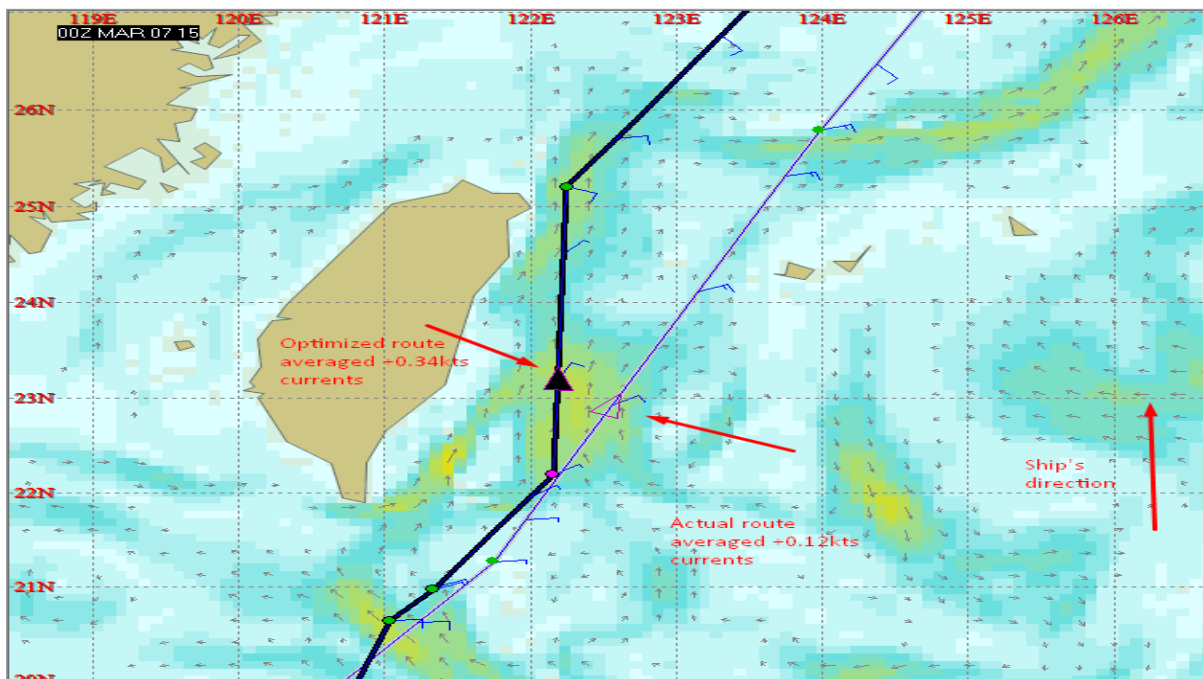 119E 120E 121E 122E 123E 124E 125E 126E
00Z MAR 07 15
26N
25N
24N
Optimized route
averaged +0.34kts
currents
23N
Ship's
direction
22N
Actual route
averaged +0.12kts
currents
21N
20N